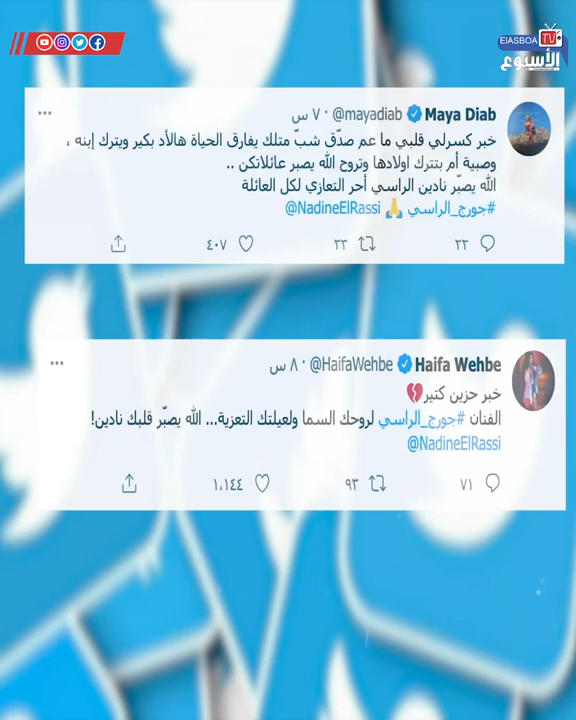 EIASBOA TV
الأسبوع
Maya Diab @mayadiab · ٧ س
خبر كسرلي قلبي ما عم صدّق شبّ متلك يفارق الحياة هالأد بكير ويترك إبنه ،
وصبية أم بتترك اولادها وتروح الله يصبر عائلاتكن ..
الله يصبّر نادين الراسي أحر التعازي لكل العائلة
#جورج_الراسي 🙏 @NadineElRassi
٢٢ ٣٣ ٤٠٧
Haifa Wehbe @HaifaWehbe · ٨ س
خبر حزين كتير💔
الفنان #جورج_الراسي لروحك السما ولعيلتك التعزية... الله يصبّر قلبك نادين!
@NadineElRassi
٧١ ٩٣ ١،١٤٤